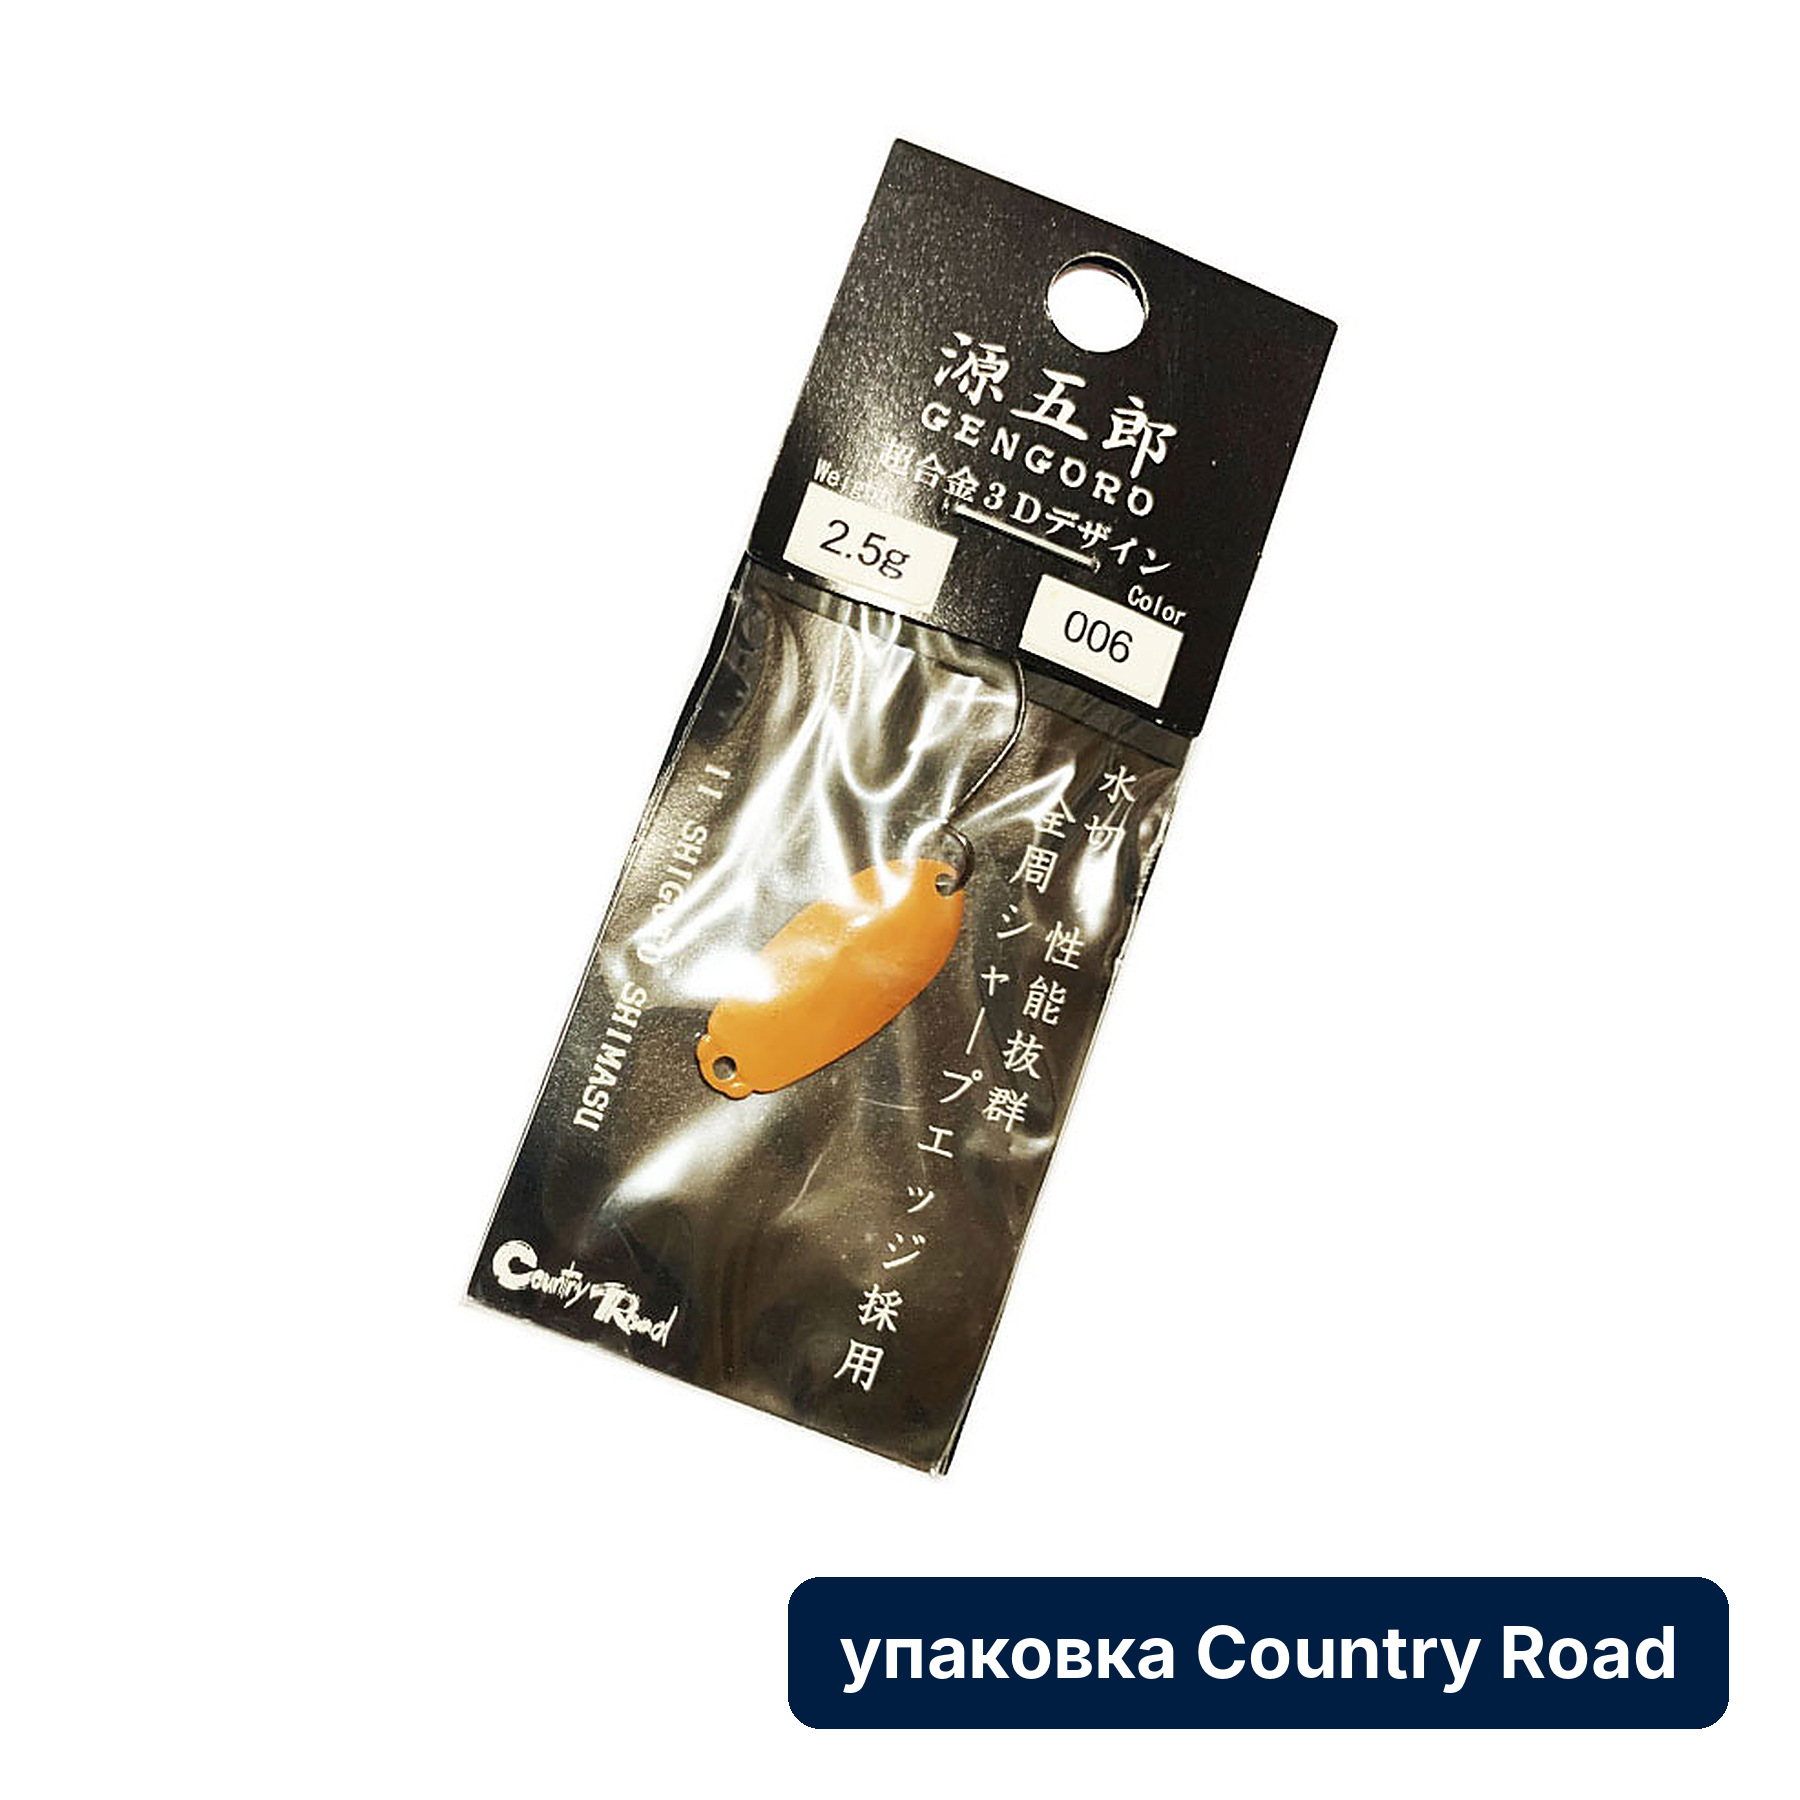 源五郎
GENGORO
超合金3Dデザイン
Weight
2.5g
Color
006
水切 性能抜群
全周シャープエッジ採用
II SHIGOTO SHIMASU
Country Road
упаковка Country Road